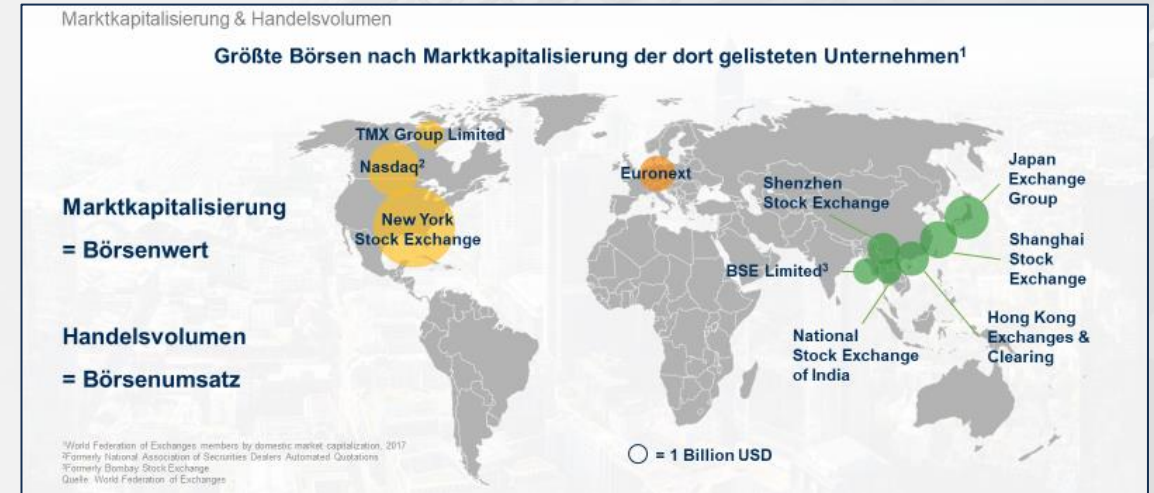 Marktkapitalisierung & Handelsvolumen
Größte Börsen nach Marktkapitalisierung der dort gelisteten Unternehmen¹
TMX Group Limited
Nasdaq²
New York
Stock Exchange
Euronext
Shenzhen
Stock Exchange
Japan
Exchange
Group
Shanghai
Stock
Exchange
BSE Limited³
Hong Kong
Exchanges &
Clearing
National
Stock Exchange
of India
Marktkapitalisierung
= Börsenwert
Handelsvolumen
= Börsenumsatz
= 1 Billion USD
¹World Federation of Exchanges members by domestic market capitalization, 2017
²Formerly National Association of Securities Dealers Automated Quotations
³Formerly Bombay Stock Exchange
Quelle: World Federation of Exchanges